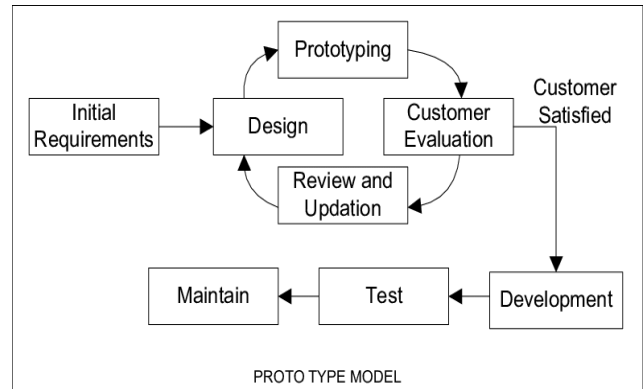 Prototyping
Initial
Requirements
Design
Customer
Evaluation
Customer
Satisfied
Review and
Updation
Maintain
Test
Development
PROTO TYPE MODEL